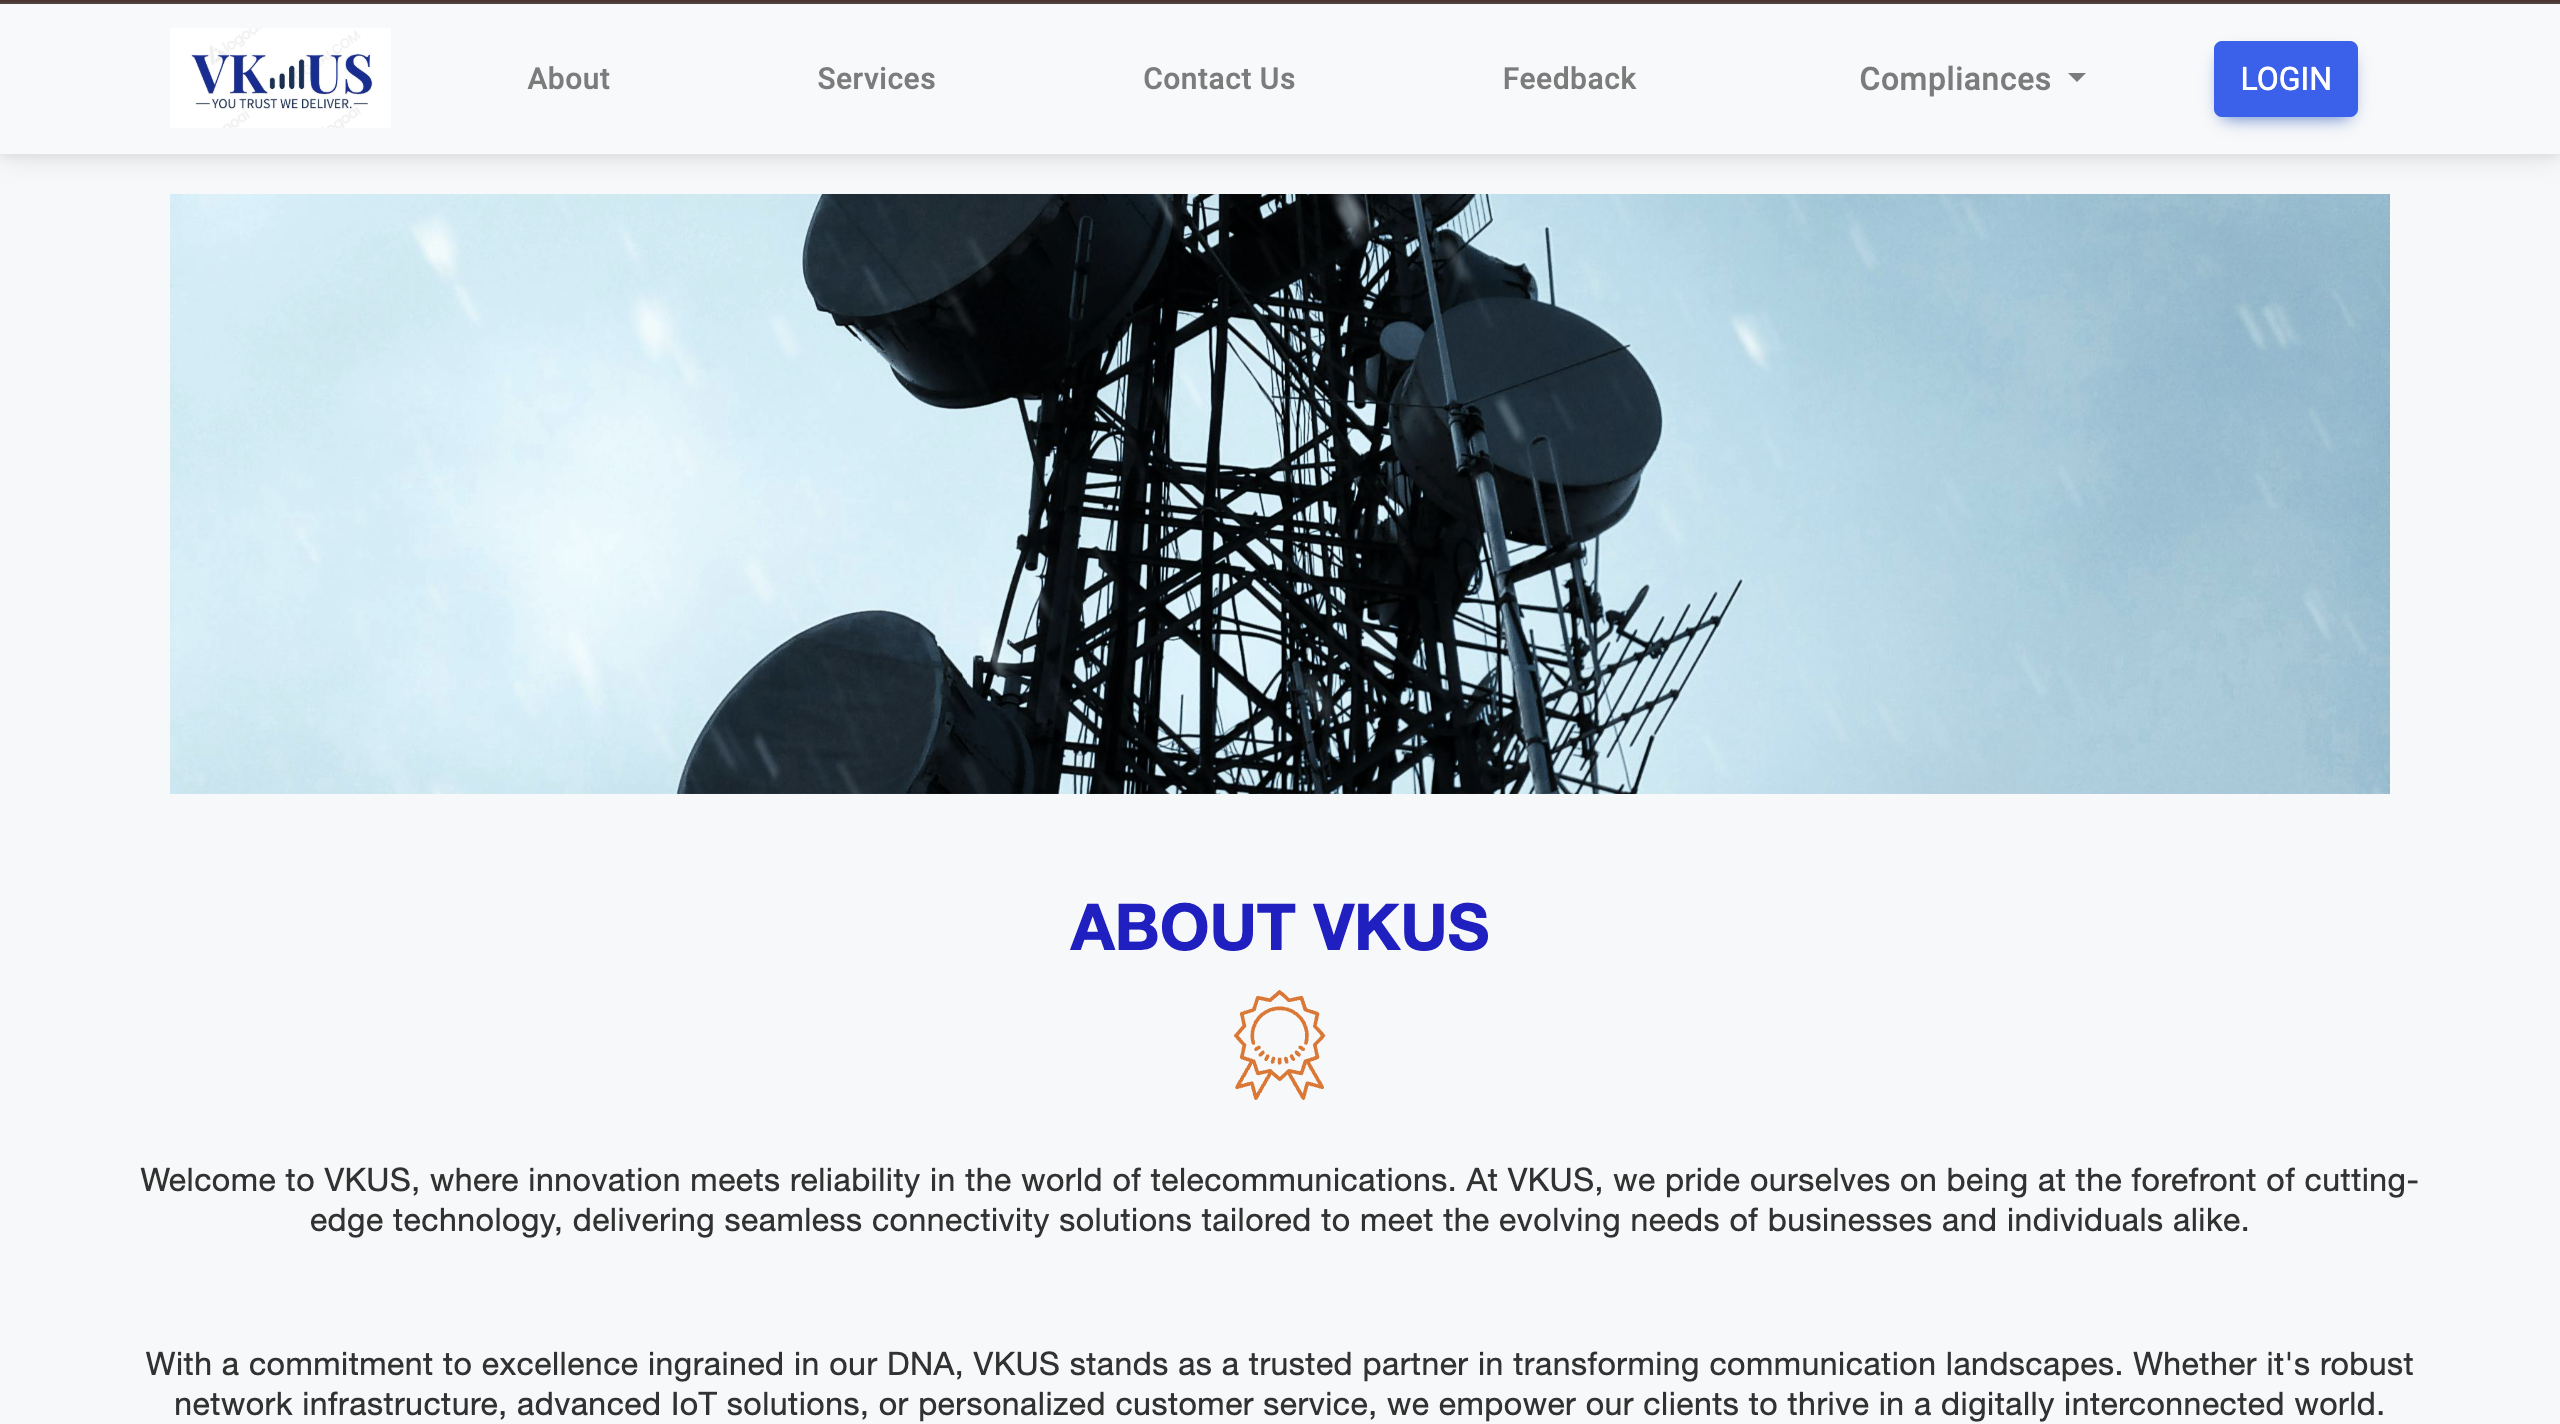 VKUS
YOU TRUST WE DELIVER.
About
Services
Contact Us
Feedback
Compliances
LOGIN
ABOUT VKUS
Welcome to VKUS, where innovation meets reliability in the world of telecommunications. At VKUS, we pride ourselves on being at the forefront of cutting-
edge technology, delivering seamless connectivity solutions tailored to meet the evolving needs of businesses and individuals alike.
With a commitment to excellence ingrained in our DNA, VKUS stands as a trusted partner in transforming communication landscapes. Whether it's robust
network infrastructure, advanced IoT solutions, or personalized customer service, we empower our clients to thrive in a digitally interconnected world.